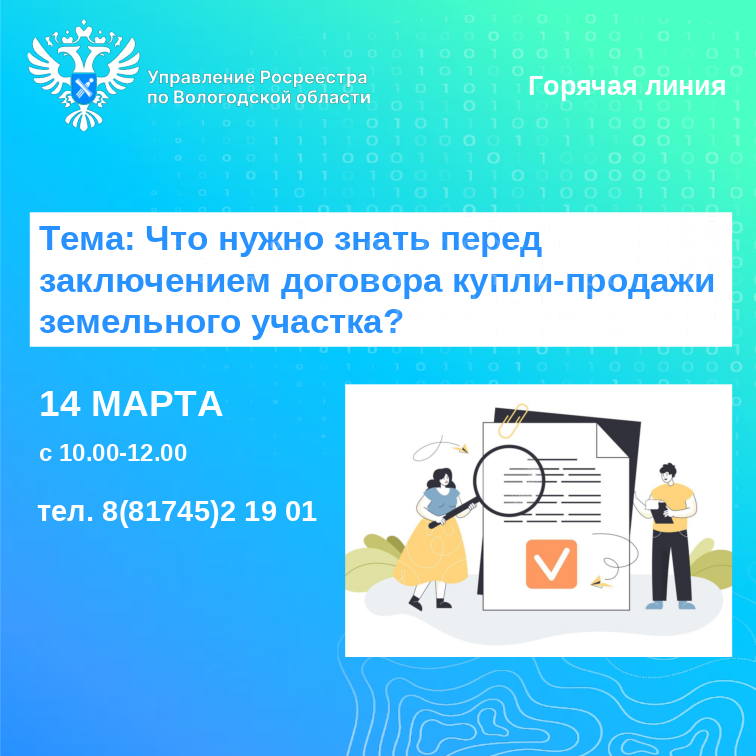 Управление Росреестра
по Вологодской области
Горячая линия
Тема: Что нужно знать перед
заключением договора купли-продажи
земельного участка?
14 МАРТА
с 10.00-12.00
тел. 8(81745)2 19 01